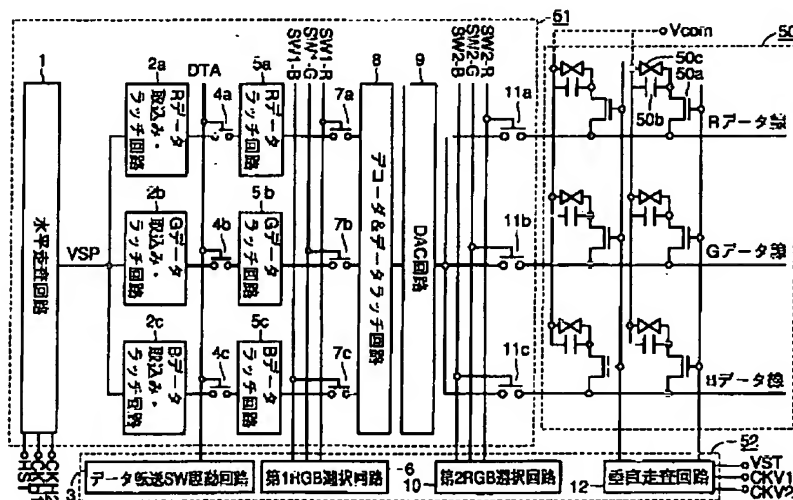 51
50
1
2a
DTA
5a
SW1-B
SW1-G
SW1-R
8
9
SW2-B
SW2-G
SW2-R
Vcom
50c
50a
50b
Rデータ
取込み・
ラッチ回路
4a
Rデータ
ラッチ回路
7a
11a
Rデータ線
水平走査回路
VSP
2b
Gデータ
取込み・
ラッチ回路
4b
5b
Gデータ
ラッチ回路
7b
デコーダ&データラッチ回路
DAC回路
11b
Gデータ線
2c
Bデータ
取込み・
ラッチ回路
4c
5c
Bデータ
ラッチ回路
7c
11c
Bデータ線
HST
52
3
データ転送SW駆動回路
第1RGB選択回路
6
10
第2RGB選択回路
12
垂直走査回路
VST
CKV1
CKV2